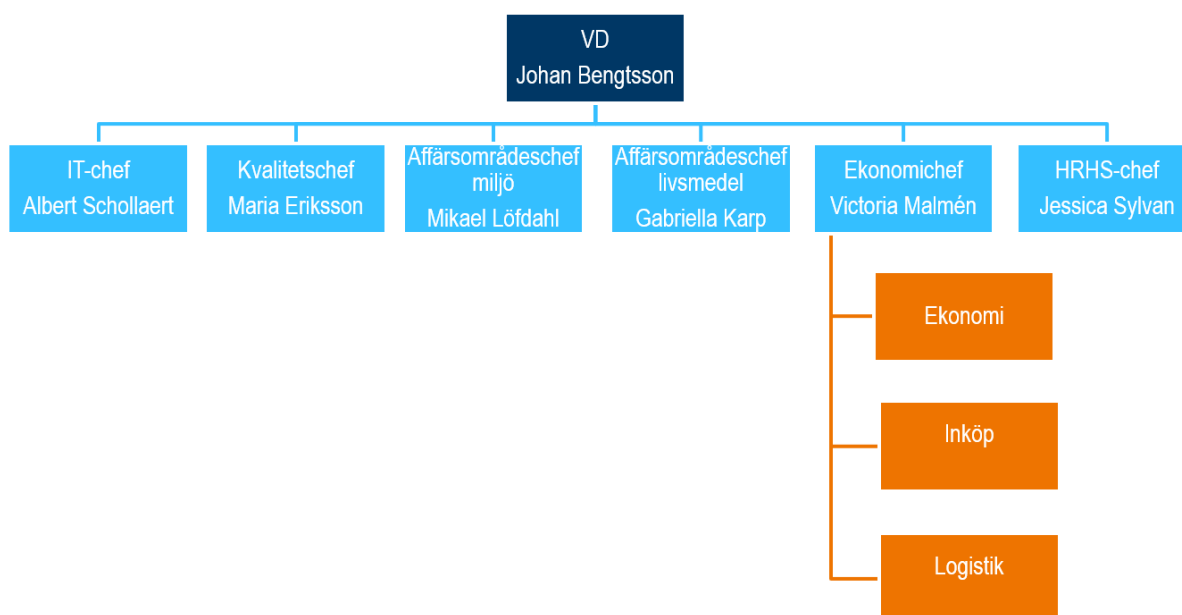 VD
Johan Bengtsson
IT-chef
Albert Schollaert
Kvalitetschef
Maria Eriksson
Affärsområdeschef
miljö
Mikael Löfdahl
Affärsområdeschef
livsmedel
Gabriella Karp
Ekonomichef
Victoria Malmén
HRHS-chef
Jessica Sylvan
Ekonomi
Inköp
Logistik